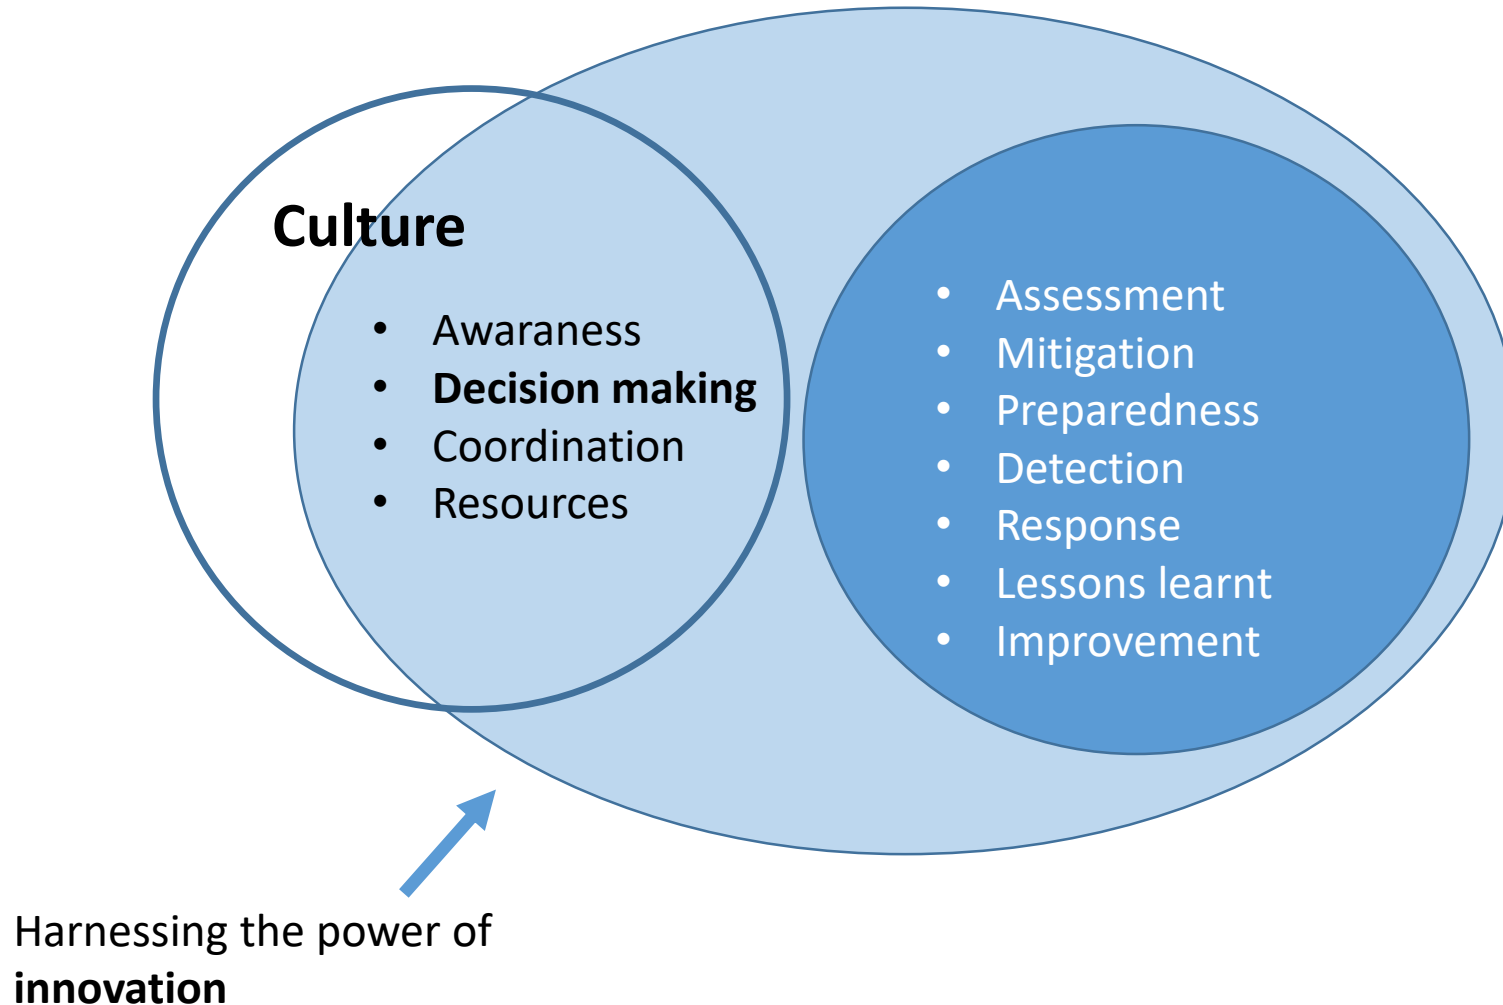 Culture
• Awaraness
• Decision making
• Coordination
• Resources
• Assessment
• Mitigation
• Preparedness
• Detection
• Response
• Lessons learnt
• Improvement
Harnessing the power of
innovation